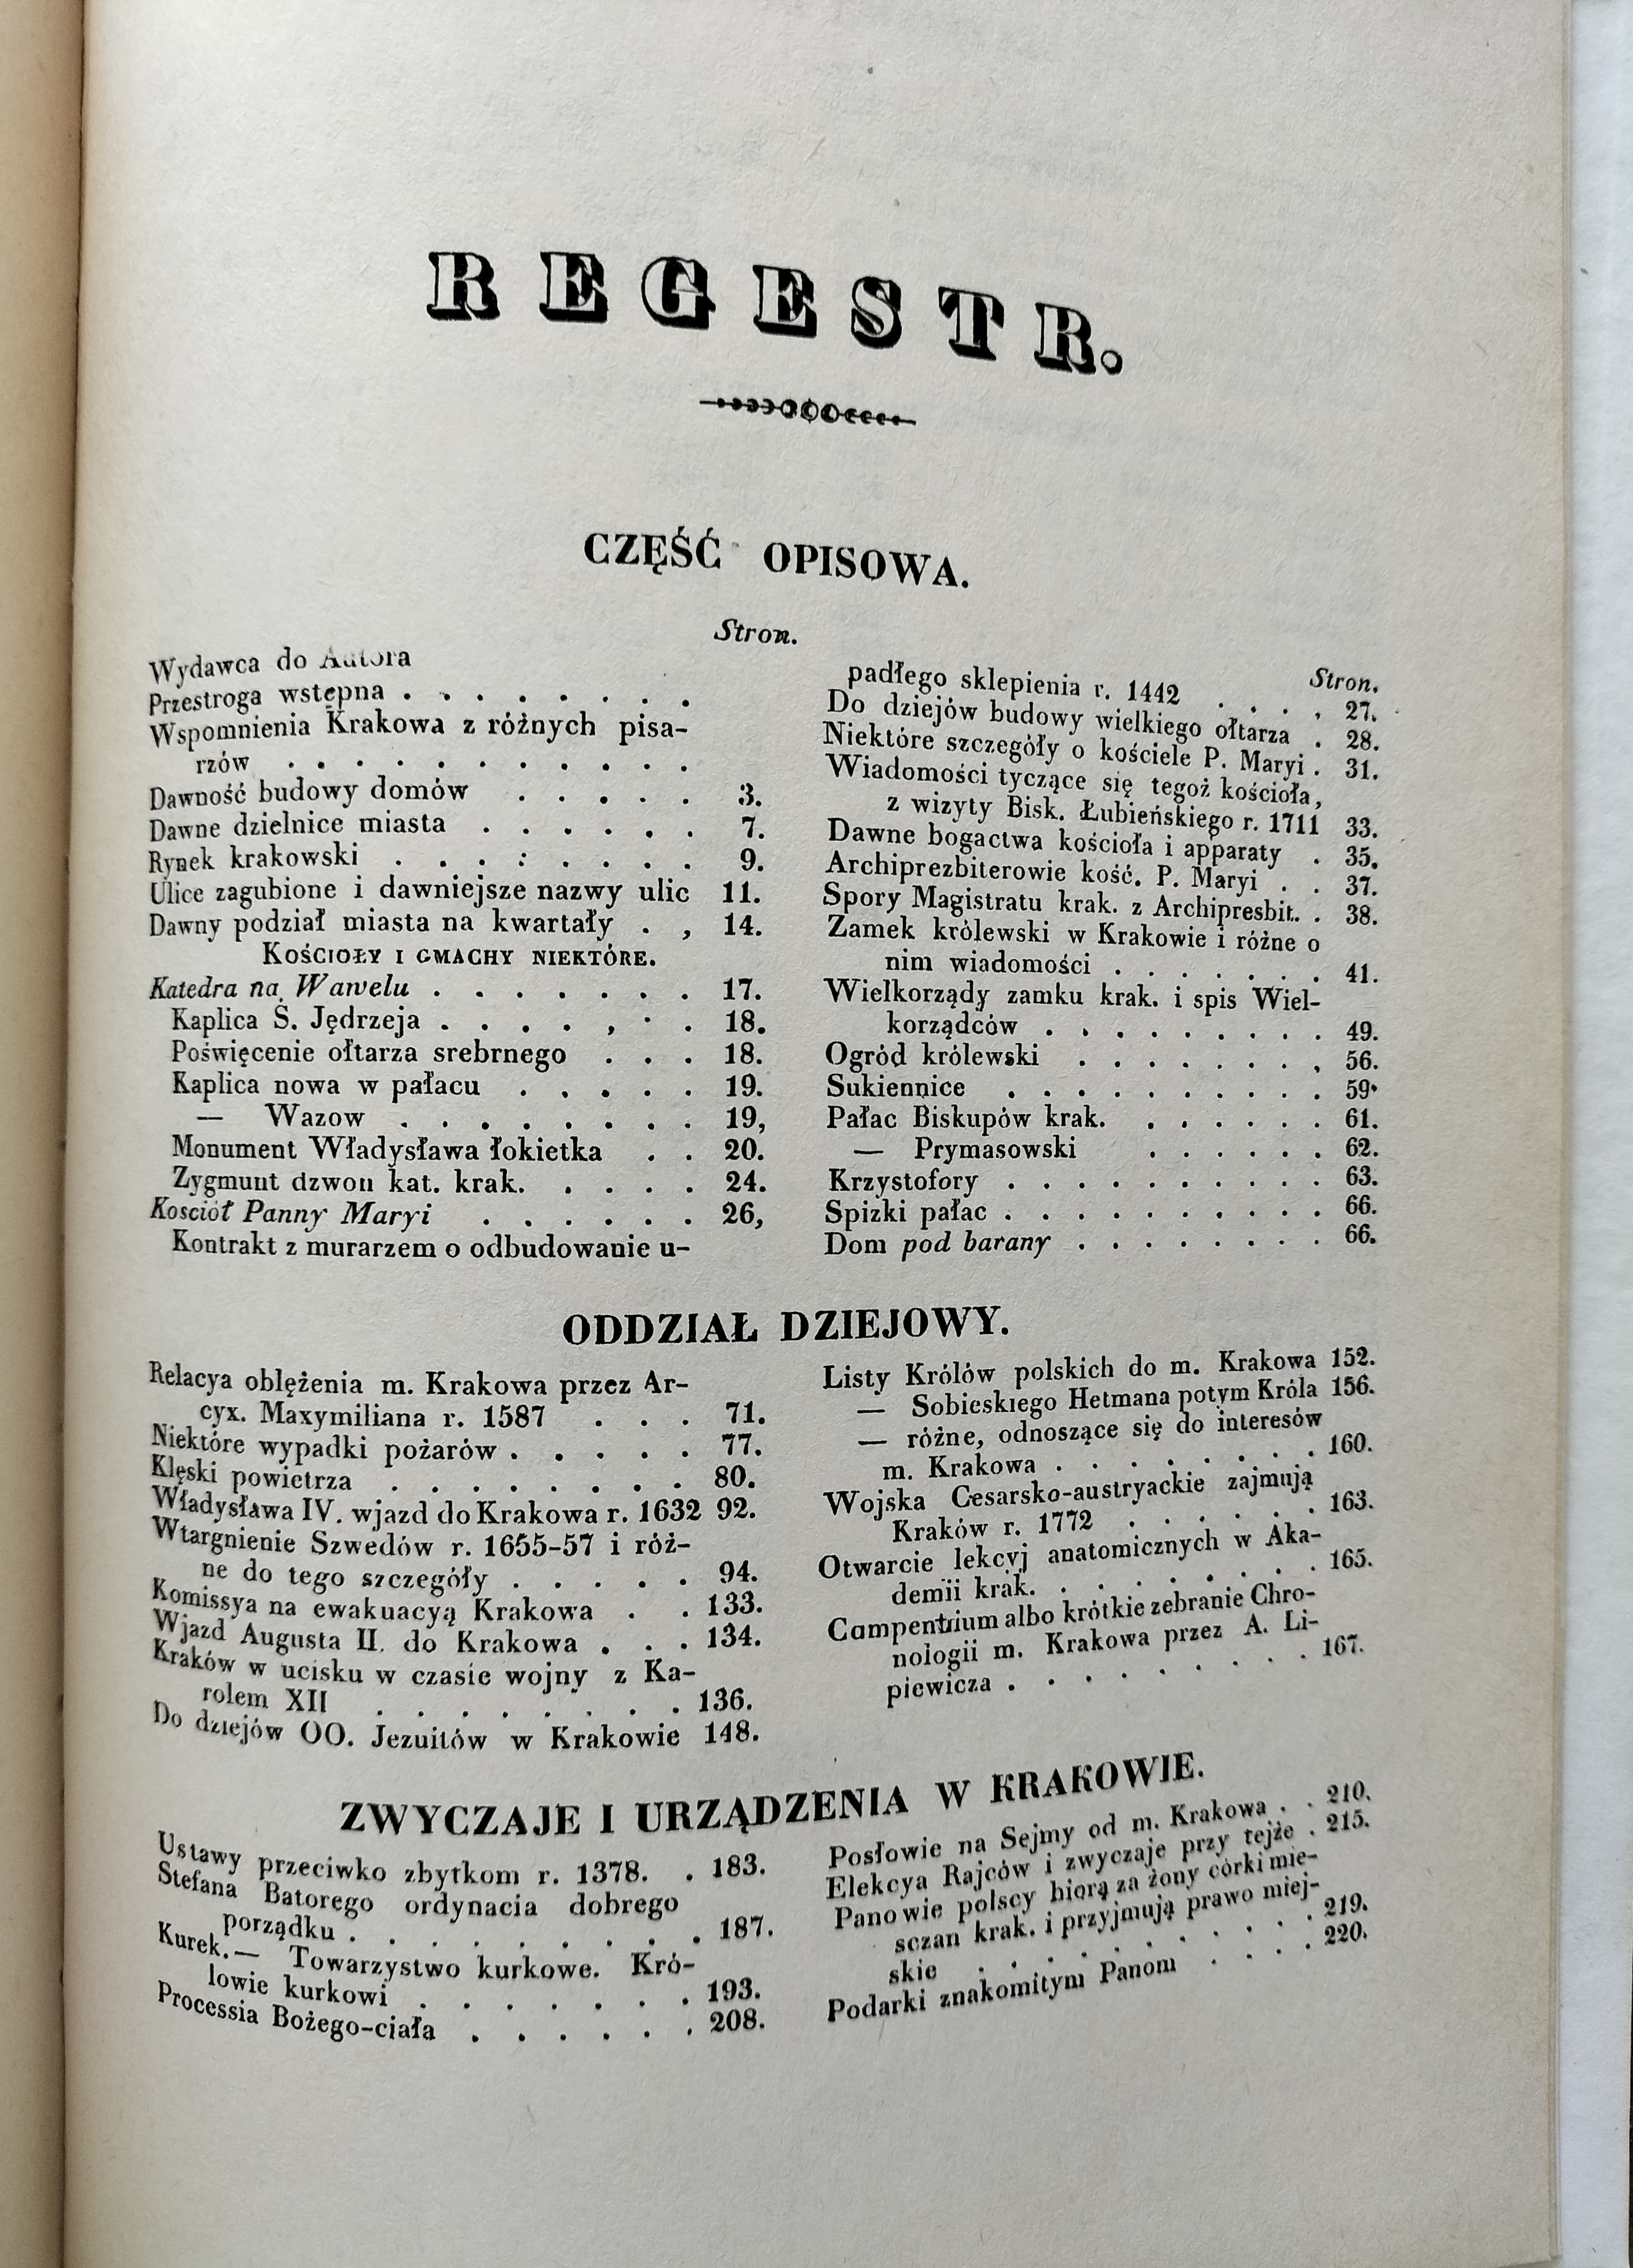 REGESTR.
CZĘŚĆ OPISOWA.
Stron.
Wydawca do Autora
Przestroga wstępna . . . . . . . .
Wspomnienia Krakowa z różnych pisa-
rzów . . . . . . . . . . .
Dawność budowy domów . . . . . 3.
Dawne dzielnice miasta . . . . . . 7.
Rynek krakowski . . . : . . . . 9.
Ulice zagubione i dawniejsze nazwy ulic 11.
Dawny podział miasta na kwartały . , 14.
KOŚCIOŁY I GMACHY NIEKTÓRE.
Katedra na Wawelu . . . . . . . 17.
Kaplica Ś. Jędrzeja . . . . , . . 18.
Poświęcenie ołtarza srebrnego . . . 18.
Kaplica nowa w pałacu . . . . . 19.
— Wazow . . . . . . . . 19,
Monument Władysława łokietka . . 20.
Zygmunt dzwon kat. krak. . . . . 24.
Kosciół Panny Maryi . . . . . . 26,
Kontrakt z murarzem o odbudowanie u-
Stron.
padłego sklepienia r. 1442 . . . , 27.
Do dziejów budowy wielkiego ołtarza . 28.
Niektóre szczegóły o kościele P. Maryi . 31.
Wiadomości tyczące się tegoż kościoła,
z wizyty Bisk. Łubieńskiego r. 1711 33.
Dawne bogactwa kościoła i apparaty . 35.
Archiprezbiterowie kość. P. Maryi . . 37.
Spory Magistratu krak. z Archipresbit. . 38.
Zamek królewski w Krakowie i różne o
nim wiadomości . . . . . . . 41.
Wielkorządy zamku krak. i spis Wiel-
korządców . . . . . . . . . 49.
Ogród królewski . . . . . . . , 56.
Sukiennice . . . . . . . . . . 59.
Pałac Biskupów krak. . . . . . . 61.
— Prymasowski . . . . . . 62.
Krzystofory . . . . . . . . . . 63.
Spizki pałac . . . . . . . . . . 66.
Dom pod barany . . . . . . . . 66.
ODDZIAŁ DZIEJOWY.
Relacya oblężenia m. Krakowa przez Ar-
cyx. Maxymiliana r. 1587 . . . 71.
Niektóre wypadki pożarów . . . . . 77.
Klęski powietrza . . . . . . . . 80.
Władysława IV. wjazd do Krakowa r. 1632 92.
Wtargnienie Szwedów r. 1655-57 i róż-
ne do tego szczegóły . . . . . 94.
Komissya na ewakuacyą Krakowa . . 133.
Wjazd Augusta II. do Krakowa . . . 134.
Kraków w ucisku w czasie wojny z Ka-
rolem XII . . . . . . . 136.
Do dziejów OO. Jezuitów w Krakowie 148.
Listy Królów polskich do m. Krakowa 152.
— Sobieskiego Hetmana potym Króla 156.
— różne, odnoszące się do interesów
m. Krakowa . . . . . . . . 160.
Wojska Cesarsko-austryackie zajmują
Kraków r. 1772 . . . . . . 163.
Otwarcie lekcyj anatomicznych w Aka-
demii krak. . . . . . . . . 165.
Compentrium albo krótkie zebranie Chro-
nologii m. Krakowa przez A. Li-
piewicza . . . . . . . . . 167.
ZWYCZAJE I URZĄDZENIA W KRAKOWIE.
Ustawy przeciwko zbytkom r. 1378. . 183.
Stefana Batorego ordynacia dobrego
porządku . . . . . . . . . 187.
Kurek. — Towarzystwo kurkowe. Kró-
lowie kurkowi . . . . . . . 193.
Processia Bożego-ciała . . . . . . 208.
Posłowie na Sejmy od m. Krakowa . . 210.
Elekcya Rajców i zwyczaje przy tejże . 215.
Panowie polscy biorą za żony córki mie-
sczan krak. i przyjmują prawo miej-
skie . . . . . . . . . . 219.
Podarki znakomitym Panom . . . . 220.